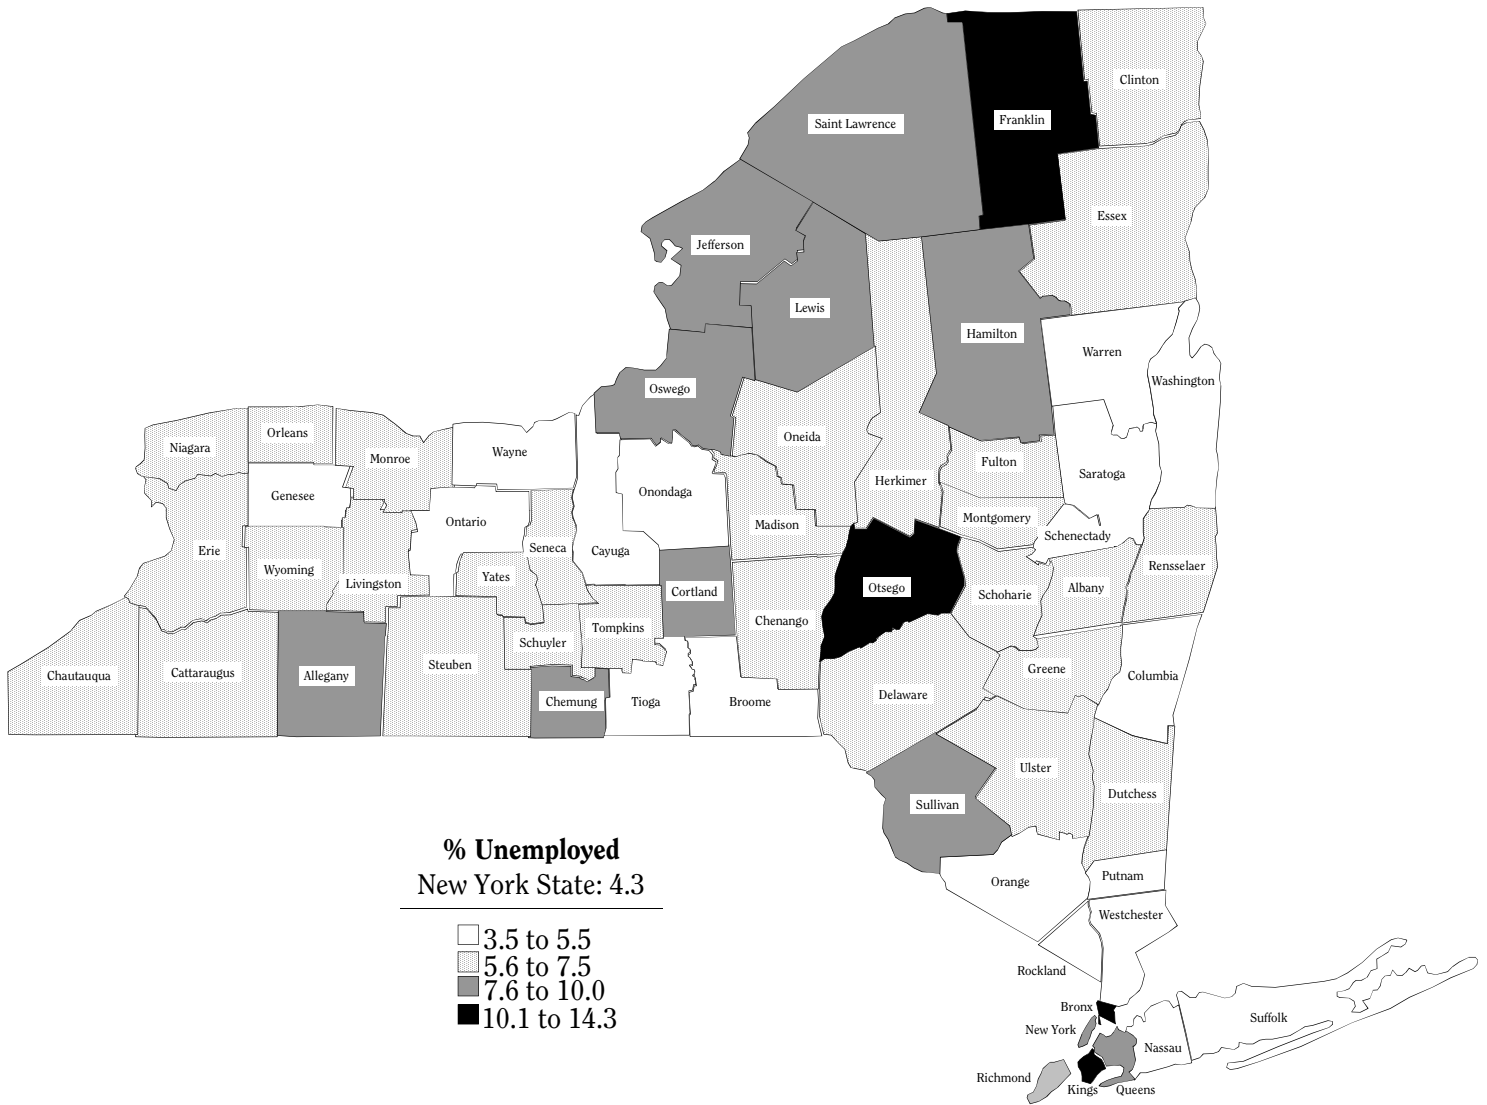 Clinton
Saint Lawrence
Franklin
Essex
Jefferson
Lewis
Hamilton
Warren
Washington
Oswego
Oneida
Niagara
Orleans
Monroe
Wayne
Fulton
Herkimer
Saratoga
Genesee
Onondaga
Montgomery
Ontario
Madison
Schenectady
Erie
Seneca
Cayuga
Rensselaer
Wyoming
Yates
Livingston
Cortland
Otsego
Albany
Schoharie
Chenango
Tompkins
Schuyler
Steuben
Greene
Chautauqua
Cattaraugus
Allegany
Columbia
Delaware
Chemung
Tioga
Broome
Ulster
Dutchess
Sullivan
% Unemployed
New York State: 4.3
3.5 to 5.5
5.6 to 7.5
7.6 to 10.0
10.1 to 14.3
Orange
Putnam
Westchester
Rockland
Bronx
New York
Suffolk
Nassau
Richmond
Kings
Queens